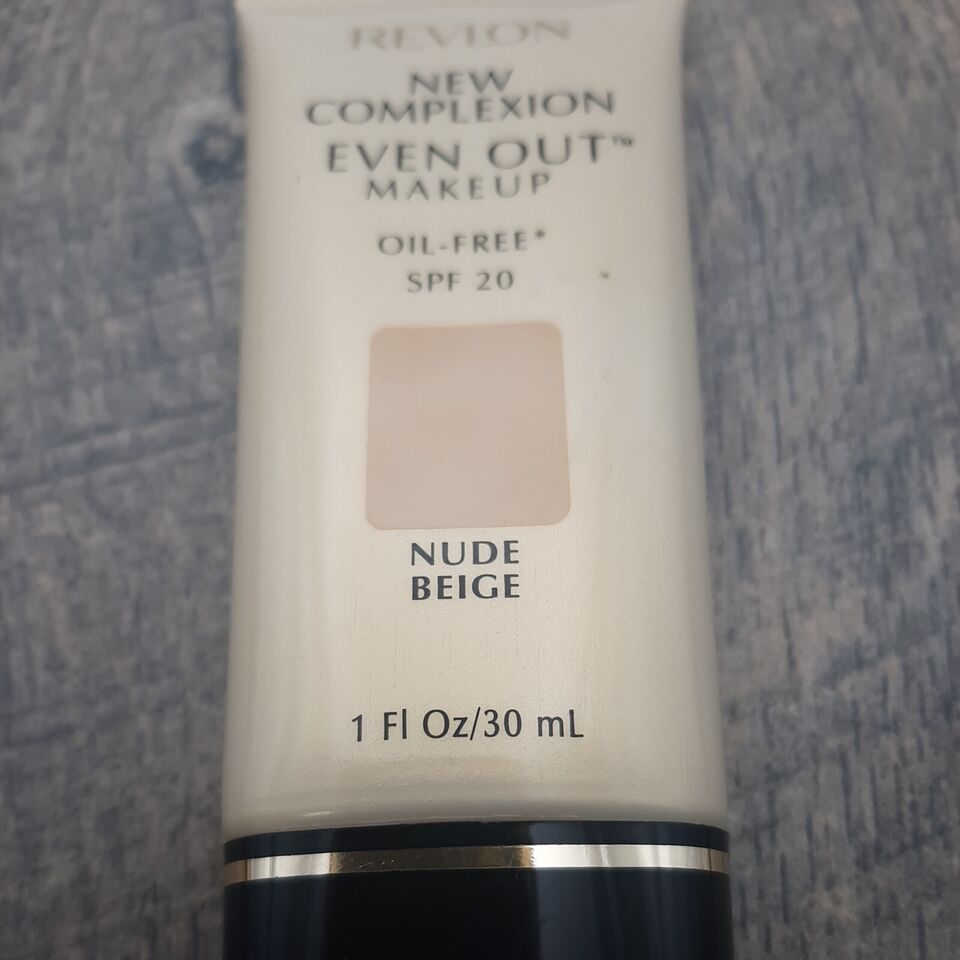 REVLON
NEW
COMPLEXION
EVEN OUT™
MAKEUP
OIL-FREE*
SPF 20
NUDE
BEIGE
1 Fl Oz/30 mL